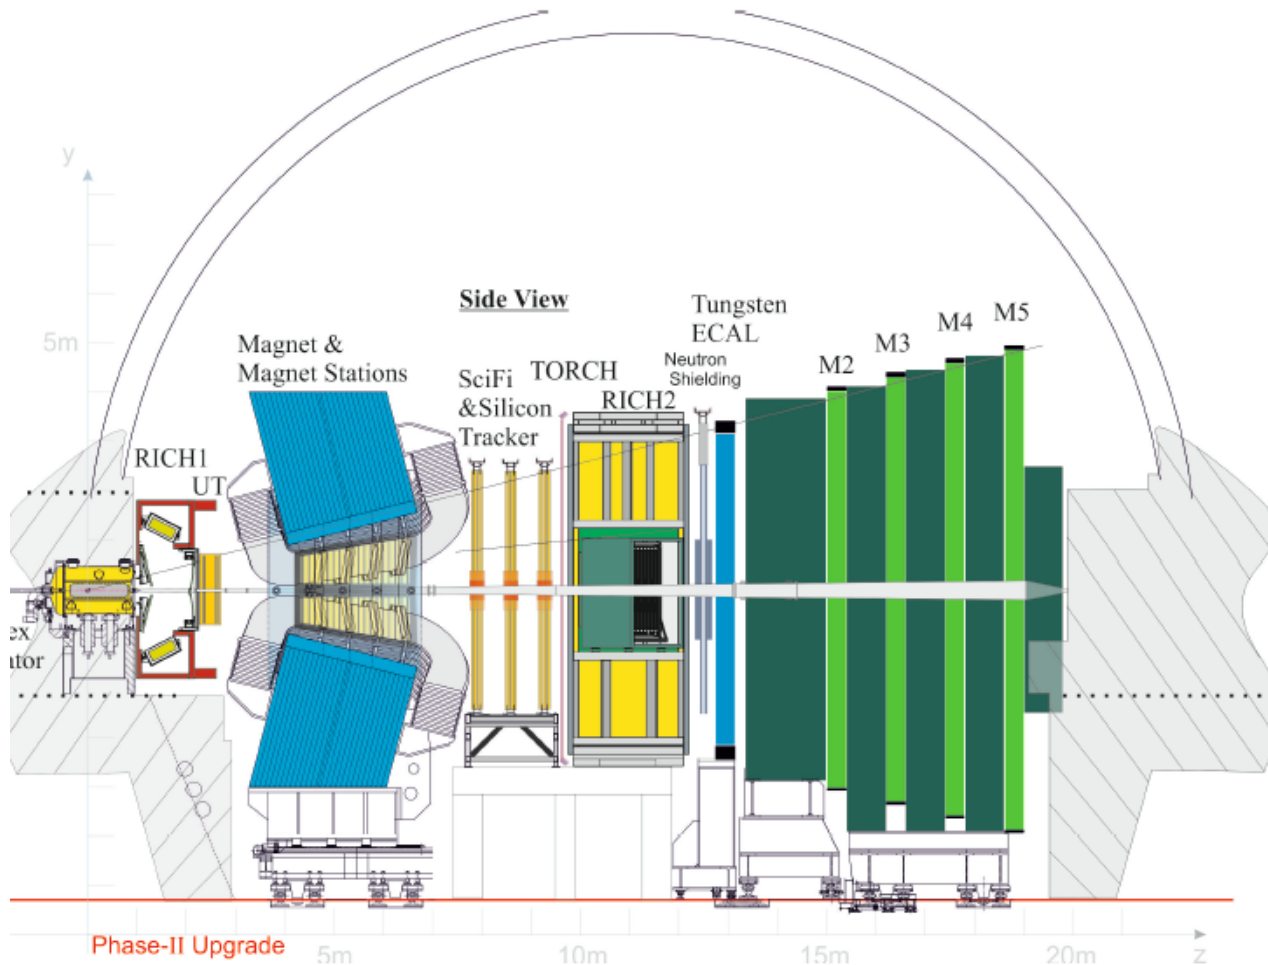 y
5m
Side View
Tungsten
ECAL
Neutron
Shielding
M2
M3
M4
M5
Magnet &
Magnet Stations
SciFi
&Silicon
Tracker
TORCH
RICH2
RICH1
UT
ex
ator
Phase-II Upgrade
5m
10m
15m
20m
z